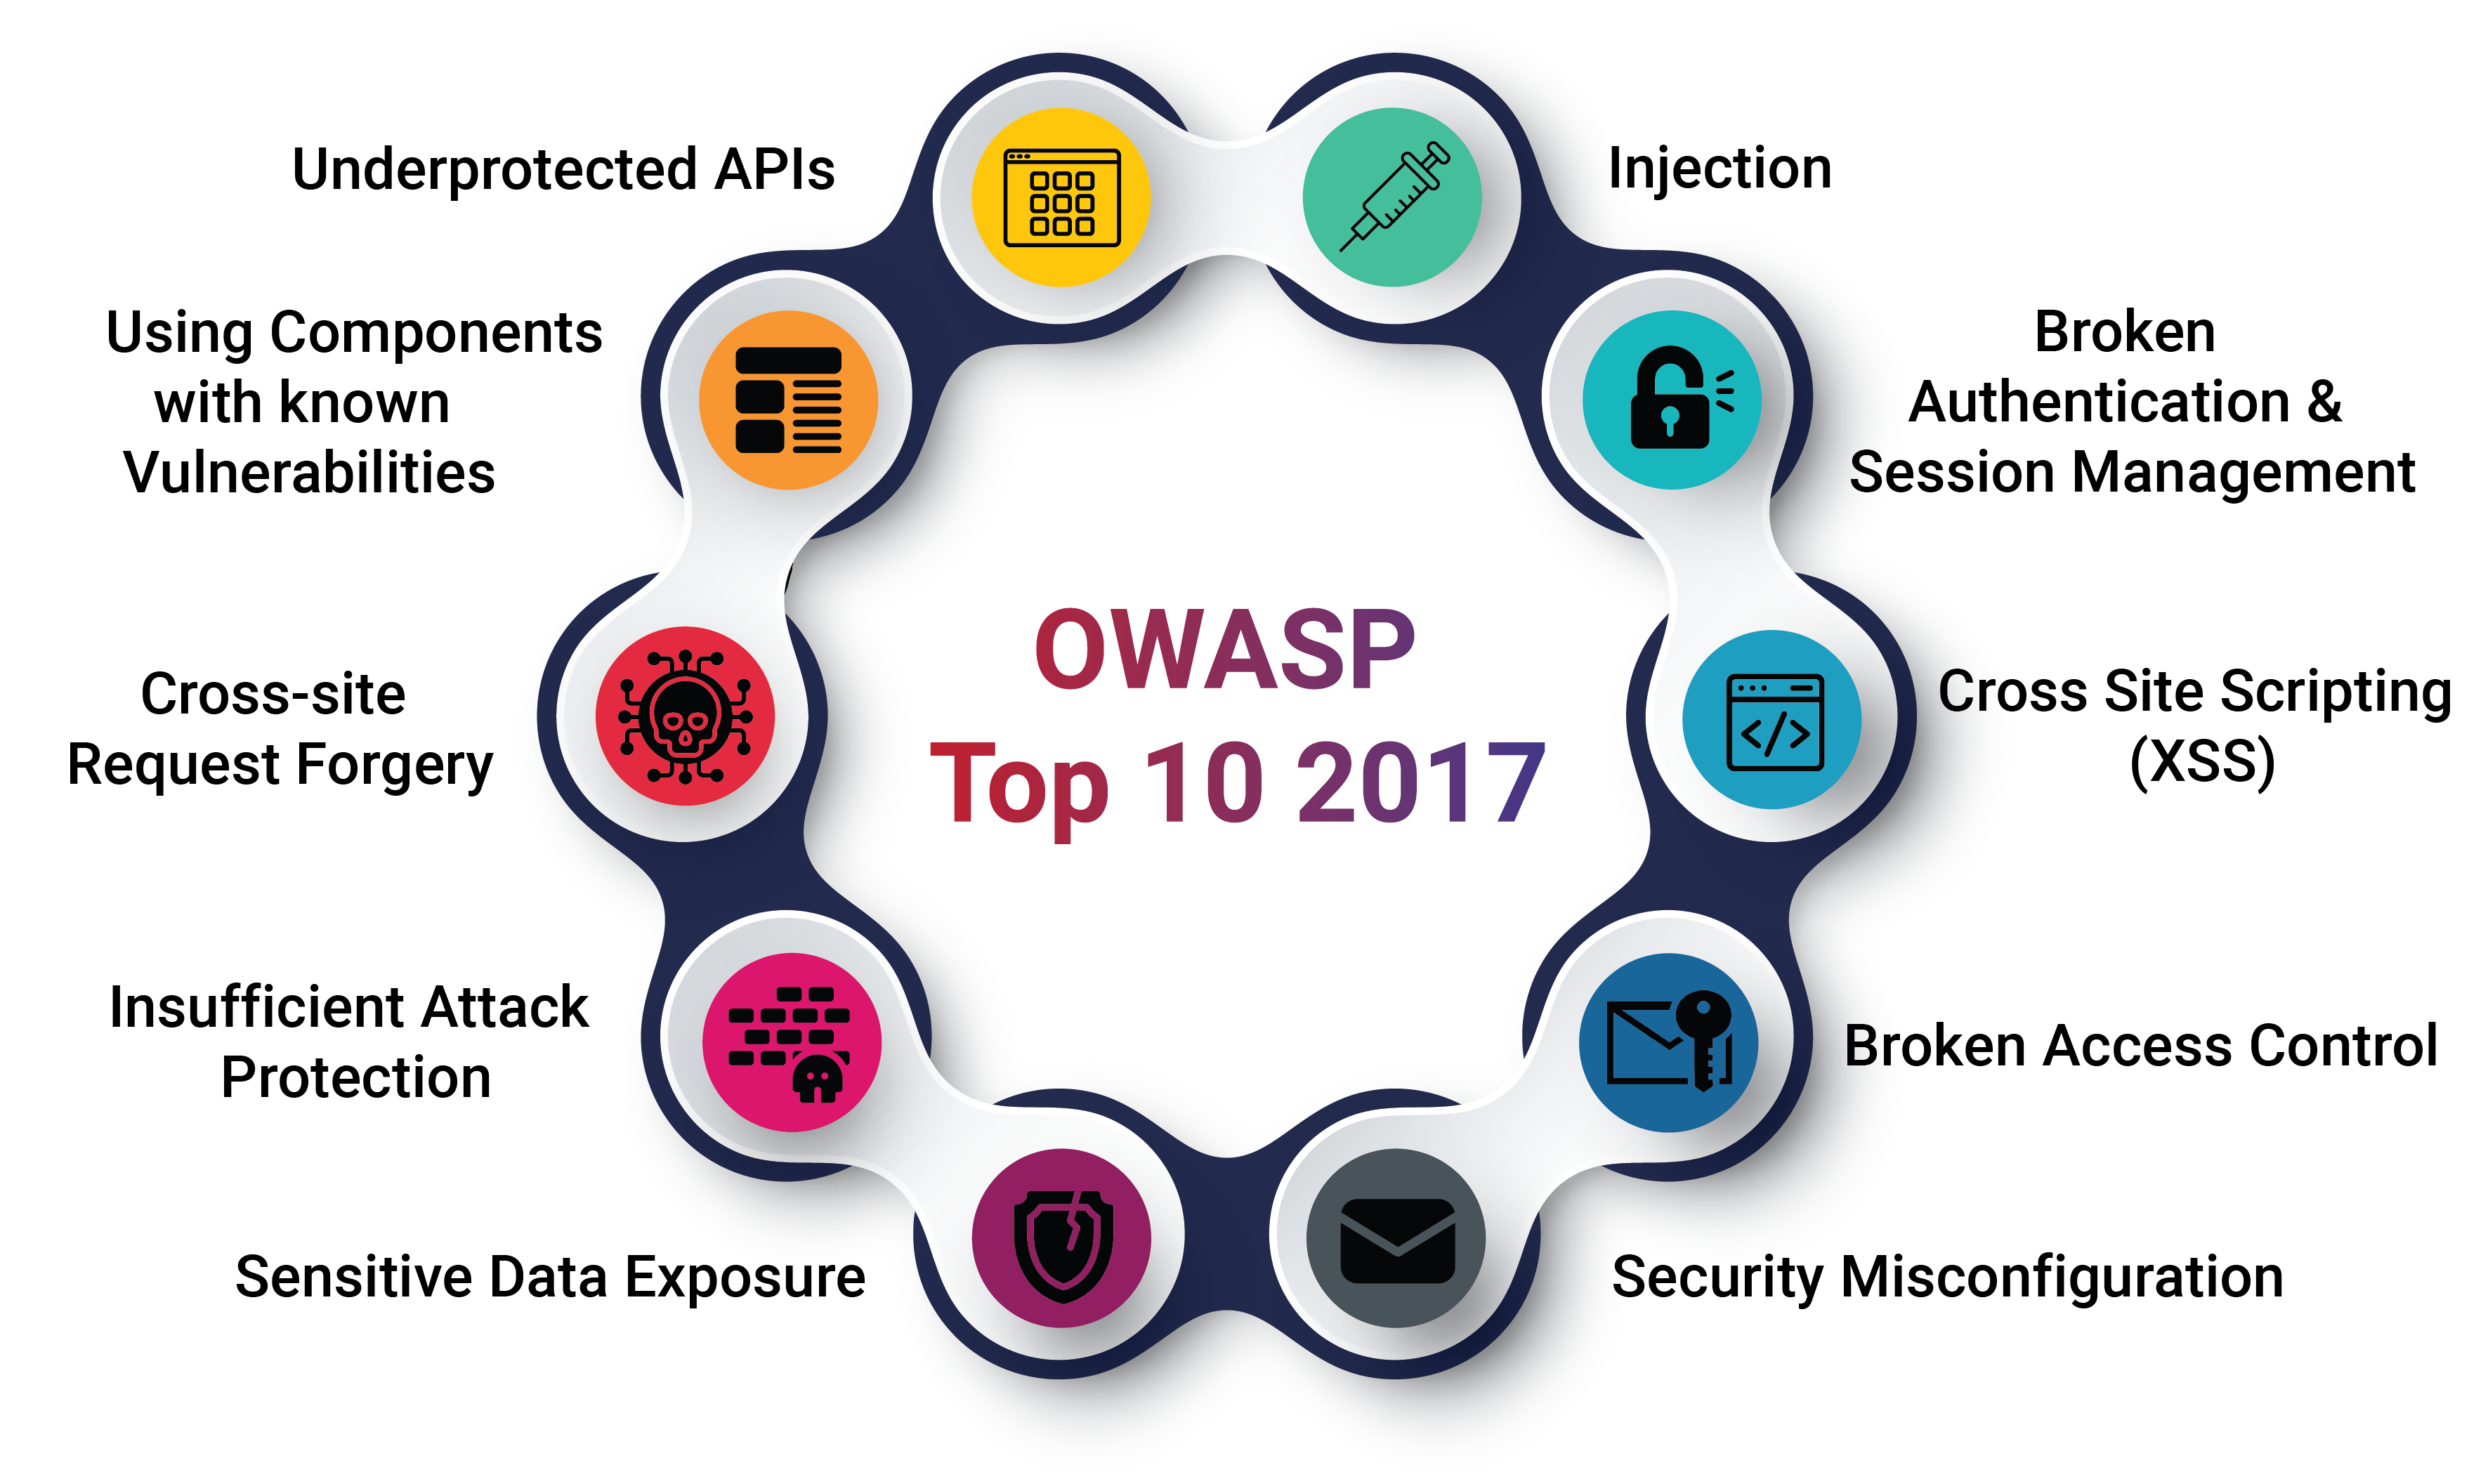 OWASP
Top 10 2017
Injection
Broken
Authentication &
Session Management
Cross Site Scripting
(XSS)
Broken Access Control
Security Misconfiguration
Sensitive Data Exposure
Insufficient Attack
Protection
Cross-site
Request Forgery
Using Components
with known
Vulnerabilities
Underprotected APIs